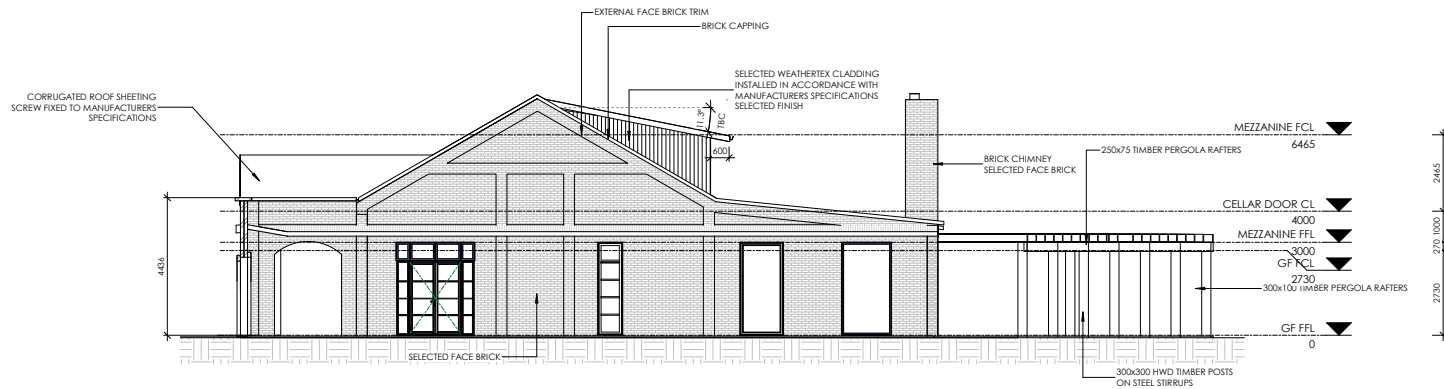 EXTERNAL FACE BRICK TRIM
BRICK CAPPING
SELECTED WEATHERTEX CLADDING
INSTALLED IN ACCORDANCE WITH
MANUFACTURERS SPECIFICATIONS
SELECTED FINISH
CORRUGATED ROOF SHEETING
SCREW FIXED TO MANUFACTURERS
SPECIFICATIONS
11.3°
TBC
600
MEZZANINE FCL
6465
250x75 TIMBER PERGOLA RAFTERS
BRICK CHIMNEY
SELECTED FACE BRICK
2465
CELLAR DOOR CL
4000
1000
MEZZANINE FFL
3000
270
GF FCL
2730
4436
300x100 TIMBER PERGOLA RAFTERS
2730
GF FFL
0
SELECTED FACE BRICK
300x300 HWD TIMBER POSTS
ON STEEL STIRRUPS